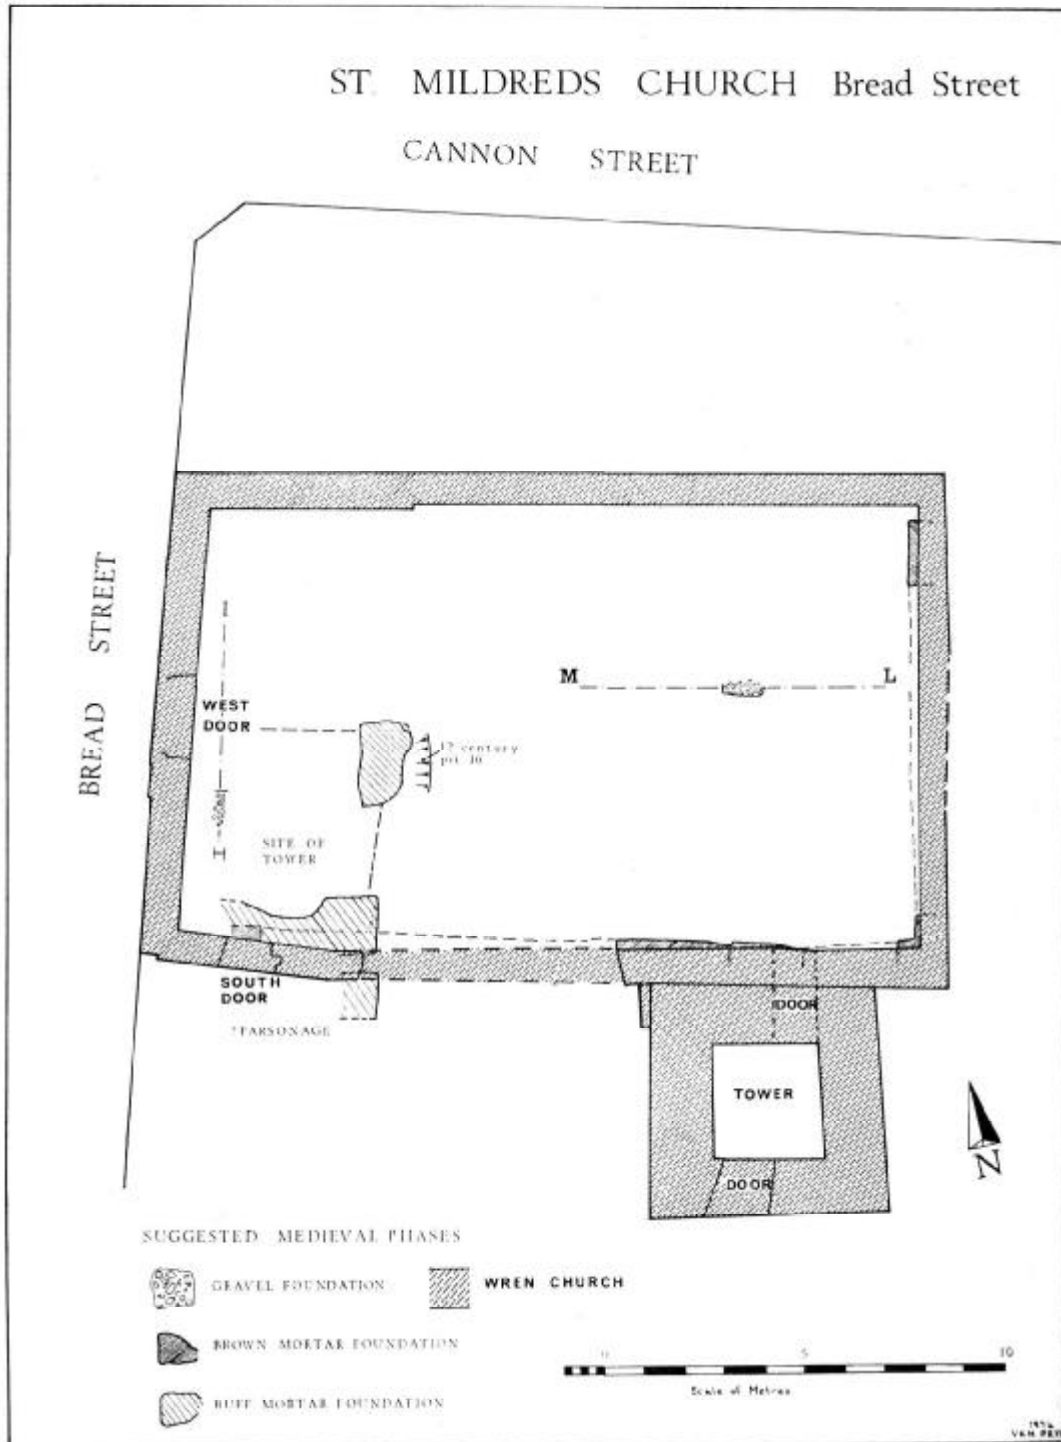 ST. MILDREDS CHURCH Bread Street
CANNON STREET
BREAD STREET
M L
WEST
DOOR
12 century
pit 10
I
SITE OF
TOWER
SOUTH
DOOR
?PARSONAGE
DOOR
TOWER
DOOR
N
SUGGESTED MEDIEVAL PHASES
GRAVEL FOUNDATION
WREN CHURCH
BROWN MORTAR FOUNDATION
BUFF MORTAR FOUNDATION
0 5 10
Scale of Metres
VAN